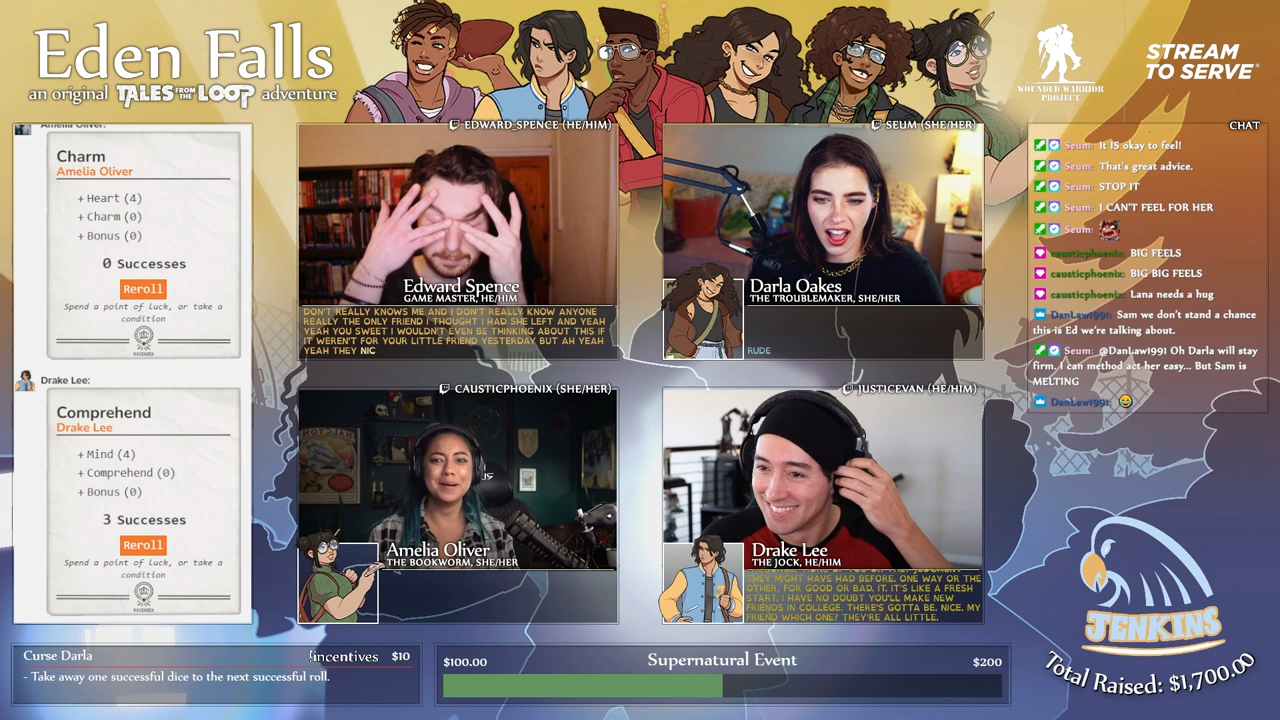 Eden Falls
an original TALES FROM THE LOOP adventure
WOUNDED WARRIOR
PROJECT
STREAM
TO SERVE
Amelia Oliver:
Charm
Amelia Oliver
+ Heart (4)
+ Charm (0)
+ Bonus (0)
0 Successes
Reroll
Spend a point of luck, or take a
condition
Drake Lee:
Comprehend
Drake Lee
+ Mind (4)
+ Comprehend (0)
+ Bonus (0)
3 Successes
Reroll
Spend a point of luck, or take a
condition
EDWARD_SPENCE (HE/HIM)
Edward Spence
GAME MASTER, HE/HIM
DON'T REALLY KNOWS ME AND I DON'T REALLY KNOW ANYONE
REALLY THE ONLY FRIEND I THOUGHT I HAD SHE LEFT AND YEAH
YEAH YOU SWEET I WOULDN'T EVEN BE THINKING ABOUT THIS IF
IT WEREN'T FOR YOUR LITTLE FRIEND YESTERDAY, BUT AH YEAH
YEAH THEY NIC
SEUM (SHE/HER)
Darla Oakes
THE TROUBLEMAKER, SHE/HER
RUDE
CAUSTICPHOENIX (SHE/HER)
Amelia Oliver
THE BOOKWORM, SHE/HER
JUSTICEVAN (HE/HIM)
Drake Lee
THE JOCK, HE/HIM
THEY MIGHT HAVE HAD BEFORE. ONE WAY OR THE
OTHER, FOR GOOD OR BAD. IT. IT'S LIKE A FRESH
START. I HAVE NO DOUBT YOU'LL MAKE NEW
FRIENDS IN COLLEGE. THERE'S GOTTA BE. NICE. MY
FRIEND WHICH ONE? THEY'RE ALL LITTLE.
CHAT
Seum: It IS okay to feel!
Seum: That's great advice.
Seum: STOP IT
Seum: I CAN'T FEEL FOR HER
Seum:
causticphoenix: BIG FEELS
causticphoenix: BIG BIG FEELS
causticphoenix: Lana needs a hug
DanLaw1991: Sam we don't stand a chance
this is Ed we're talking about.
Seum: @DanLaw1991 Oh Darla will stay
firm. I can method act her easy... But Sam is
MELTING
DanLaw1991: 😅
JENKINS
Total Raised: $1,700.00
Curse Darla !incentives $10
- Take away one successful dice to the next successful roll.
$100.00 Supernatural Event $200